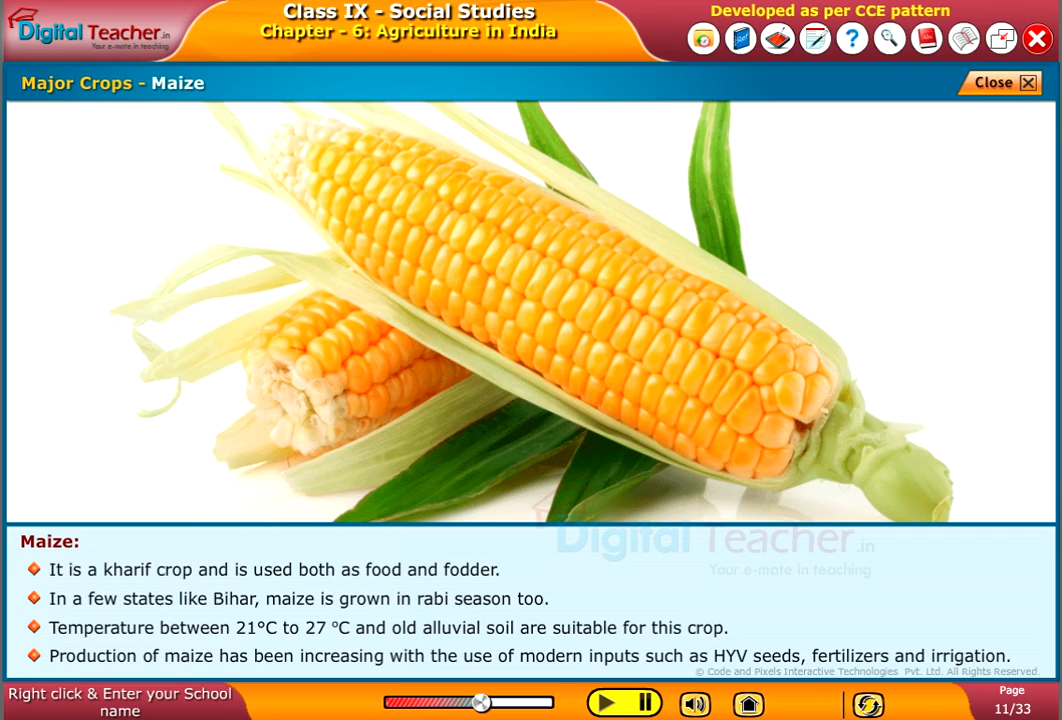 Digital Teacher.in
Your e-mate in teaching
Class IX - Social Studies
Chapter - 6: Agriculture in India
Developed as per CCE pattern
Ref
?
Major Crops - Maize
Close
Maize:
It is a kharif crop and is used both as food and fodder.
In a few states like Bihar, maize is grown in rabi season too.
Temperature between 21°C to 27 °C and old alluvial soil are suitable for this crop.
Production of maize has been increasing with the use of modern inputs such as HYV seeds, fertilizers and irrigation.
Digital Teacher.in
Your e-mate in teaching
© Code and Pixels Interactive Technologies Pvt. Ltd. All Rights Reserved.
Right click & Enter your School
name
Page
11/33